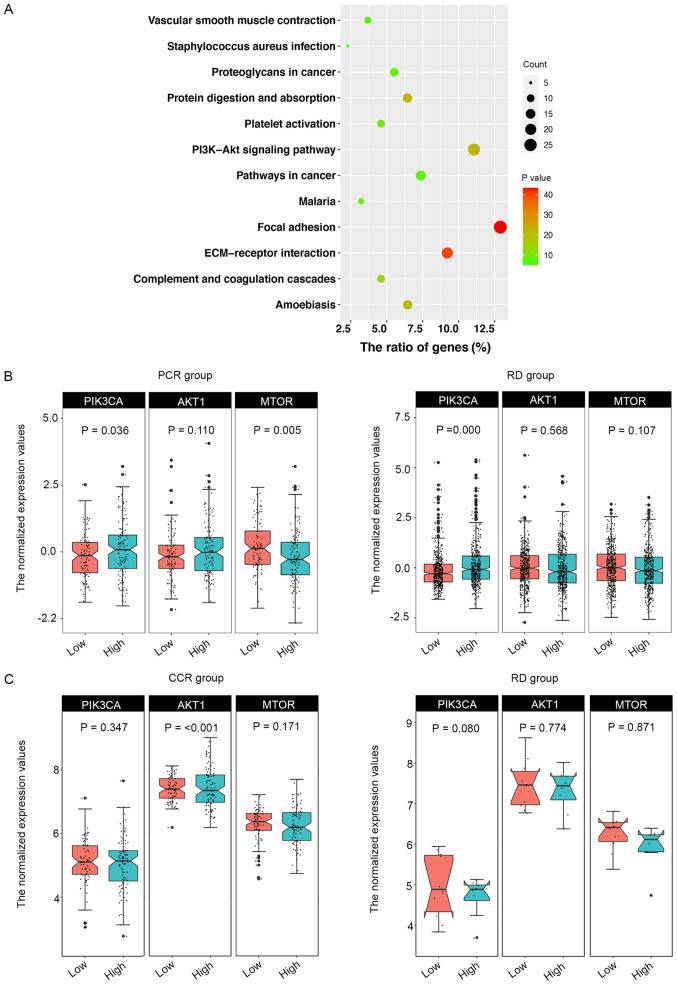 A
Vascular smooth muscle contraction
Staphylococcus aureus infection
Proteoglycans in cancer
Protein digestion and absorption
Platelet activation
PI3K−Akt signaling pathway
Pathways in cancer
Malaria
Focal adhesion
ECM−receptor interaction
Complement and coagulation cascades
Amoebiasis
2.5 5.0 7.5 10.0 12.5
The ratio of genes (%)
Count
5
10
15
20
25
P value
40
30
20
10
B
PCR group
PIK3CA AKT1 MTOR
P = 0.036 P = 0.110 P = 0.005
The normalized expression values
5.0
2.5
0.0
-2.2
Low High Low High Low High
RD group
PIK3CA AKT1 MTOR
P =0.000 P = 0.568 P = 0.107
The normalized expression values
7.5
5.0
2.5
0.0
-2.5
Low High Low High Low High
C
CCR group
PIK3CA AKT1 MTOR
P = 0.347 P = <0.001 P = 0.171
The normalized expression values
8
6
4
Low High Low High Low High
RD group
PIK3CA AKT1 MTOR
P = 0.080 P = 0.774 P = 0.871
The normalized expression values
9
8
7
6
5
4
Low High Low High Low High